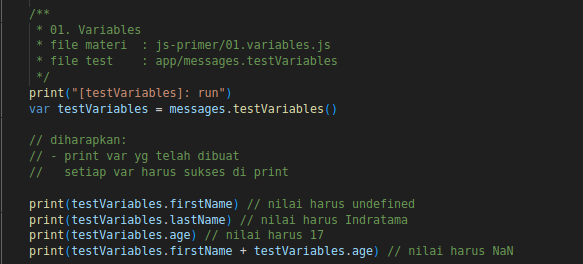 /**
 * 01. Variables
 * file materi  : js-primer/01.variables.js
 * file test    : app/messages.testVariables
 */
print("[testVariables]: run")
var testVariables = messages.testVariables()

// diharapkan:
// - print var yg telah dibuat
//   setiap var harus sukses di print

print(testVariables.firstName) // nilai harus undefined
print(testVariables.lastName) // nilai harus Indratama
print(testVariables.age) // nilai harus 17
print(testVariables.firstName + testVariables.age) // nilai harus NaN